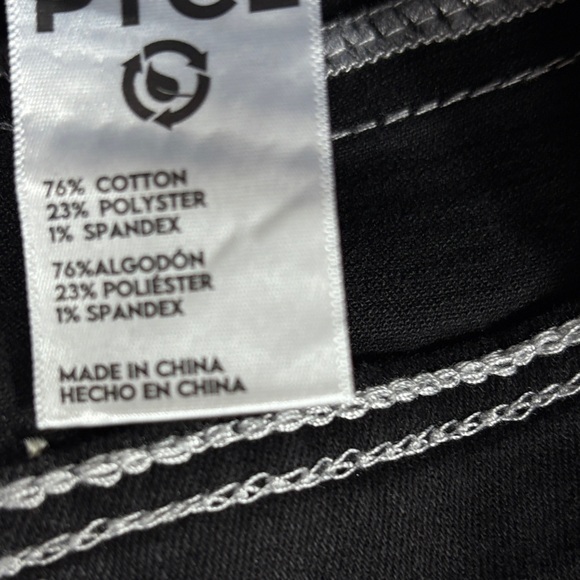 76% COTTON
23% POLYSTER
1% SPANDEX
76%ALGODÓN
23% POLIÉSTER
1% SPANDEX
MADE IN CHINA
HECHO EN CHINA